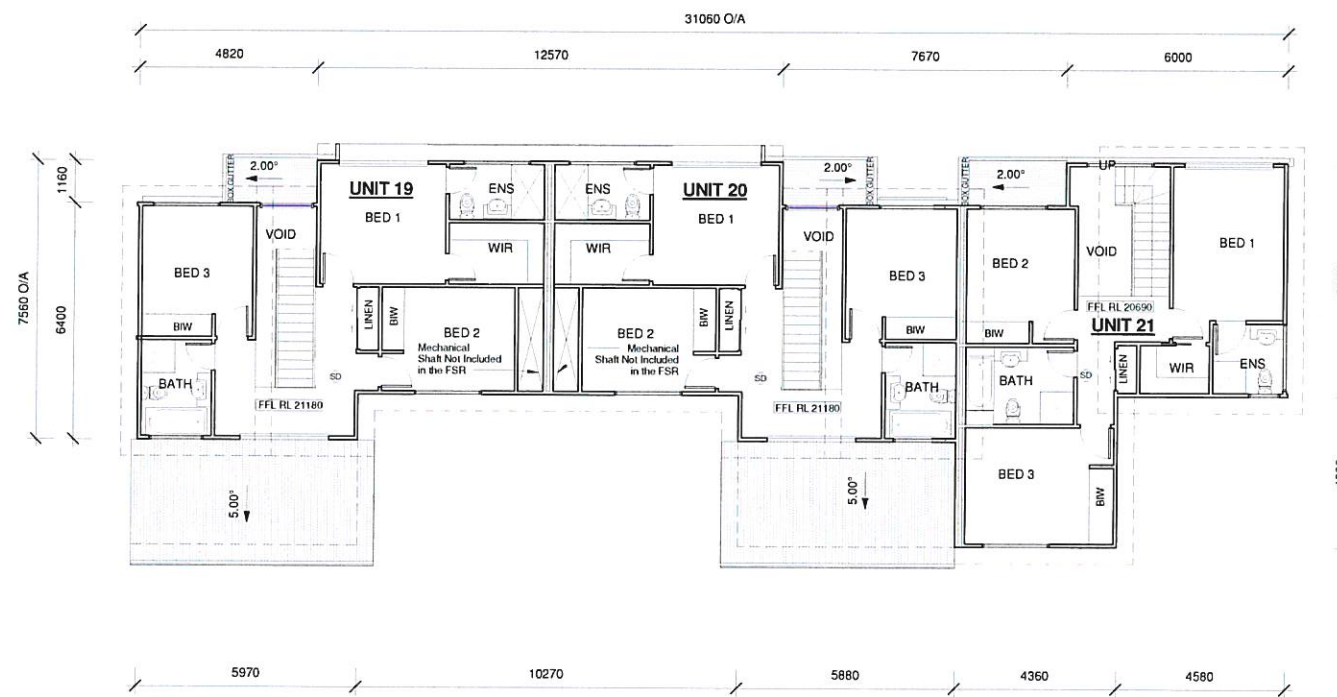 31060 O/A
4820
12570
7670
6000
1160
7560 O/A
6400
BOX GUTTER
2.00°
UNIT 19
BED 1
ENS
ENS
UNIT 20
BED 1
2.00°
BOX GUTTER
BOX GUTTER
2.00°
UP
VOID
WIR
WIR
VOID
VOID
BED 1
BED 3
BED 3
BED 2
BIW
LINEN
BIW
BED 2
Mechanical
Shaft Not Included
in the FSR
BED 2
Mechanical
Shaft Not Included
in the FSR
BIW
LINEN
BIW
BIW
FFL RL 20690
UNIT 21
BATH
SD
SD
BATH
BATH
SD
LINEN
WIR
ENS
FFL RL 21180
FFL RL 21180
BED 3
BIW
5.00°
5.00°
5970
10270
5880
4360
4580